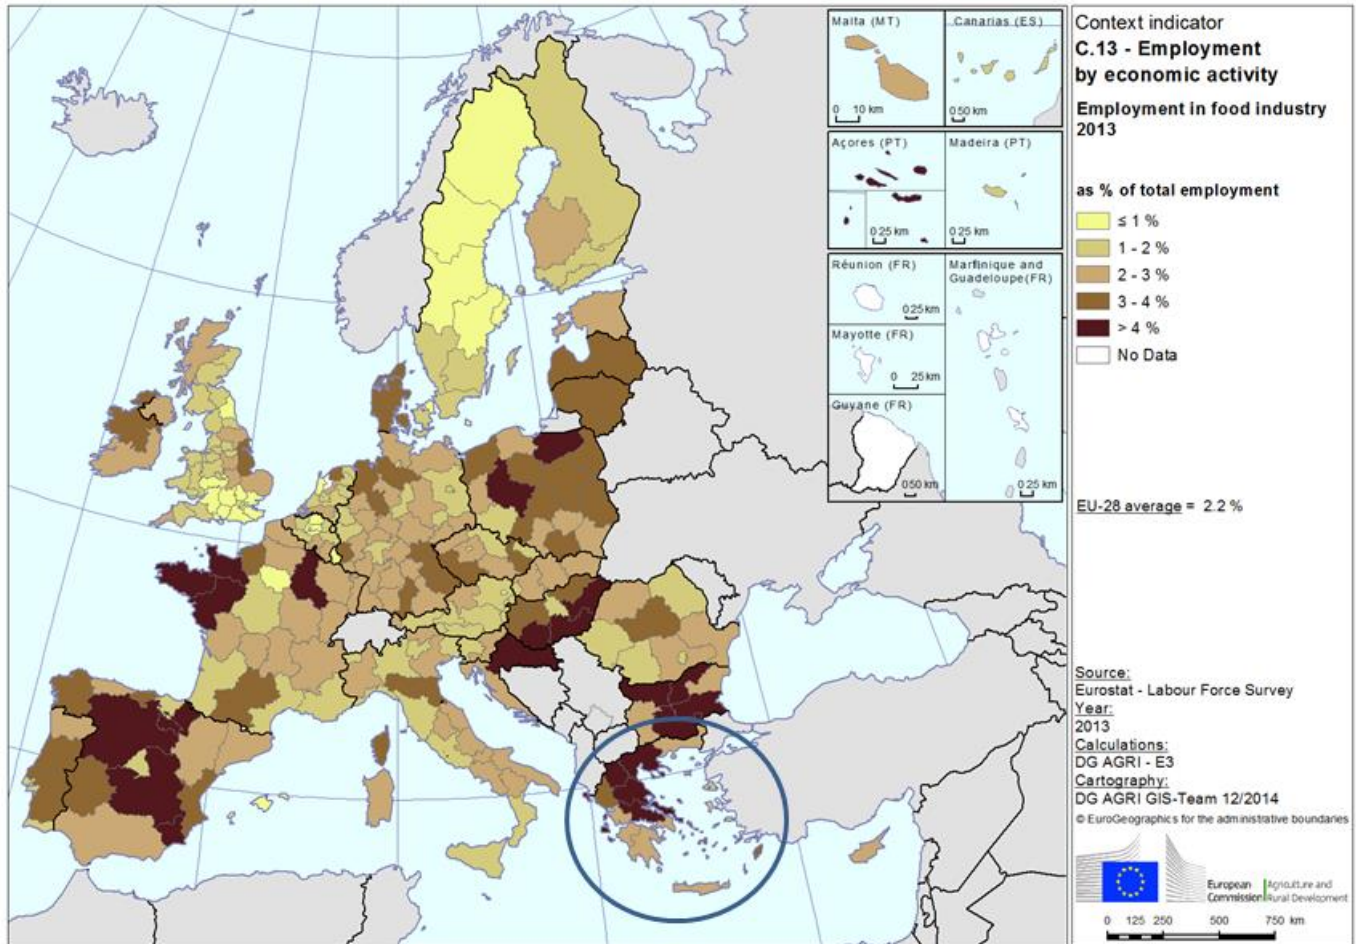 Malta (MT)
0 10 km
Canarias (ES)
0 50 km
Açores (PT)
0 25 km
Madeira (PT)
0 25 km
Réunion (FR)
0 25 km
Martinique and
Guadeloupe(FR)
Mayotte (FR)
0 25 km
Guyane (FR)
0 50 km
0 25 km
Context indicator
C.13 - Employment
by economic activity
Employment in food industry
2013
as % of total employment
≤ 1 %
1 - 2 %
2 - 3 %
3 - 4 %
> 4 %
No Data
EU-28 average = 2.2 %
Source:
Eurostat - Labour Force Survey
Year:
2013
Calculations:
DG AGRI - E3
Cartography:
DG AGRI GIS-Team 12/2014
© EuroGeographics for the administrative boundaries
European
Commission
Agriculture and
Rural Development
0 125 250 500 750 km